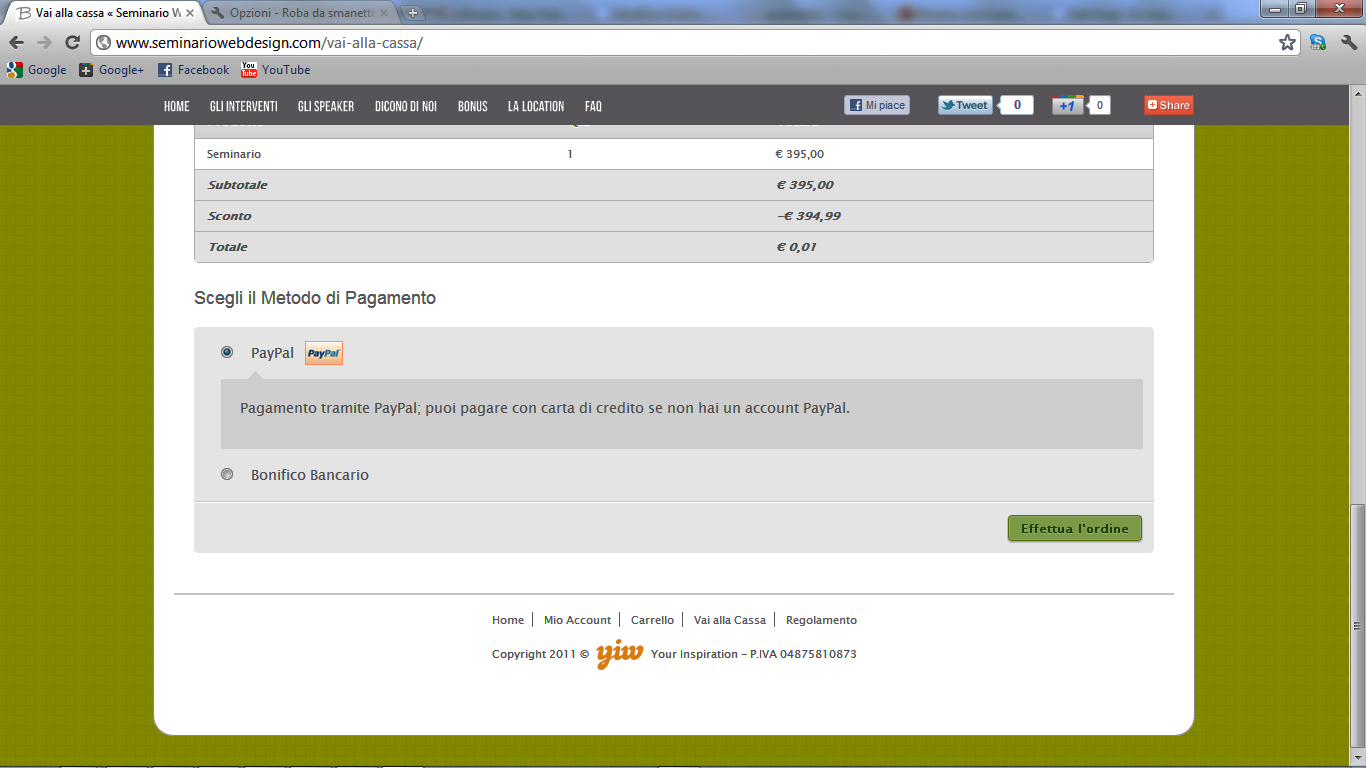 Vai alla cassa « Seminario W
Opzioni - Roba da smanetto
www.seminariowebdesign.com/vai-alla-cassa/
Google Google+ Facebook You Tube YouTube
HOME GLI INTERVENTI GLI SPEAKER DICONO DI NOI BONUS LA LOCATION FAQ Mi piace Tweet 0 +1 0 Share
Seminario 1 € 395,00
Subtotale € 395,00
Sconto -€ 394,99
Totale € 0,01
Scegli il Metodo di Pagamento
PayPal PayPal
Pagamento tramite PayPal; puoi pagare con carta di credito se non hai un account PayPal.
Bonifico Bancario
Effettua l'ordine
Home Mio Account Carrello Vai alla Cassa Regolamento
Copyright 2011 © yiw Your Inspiration - P.IVA 04875810873